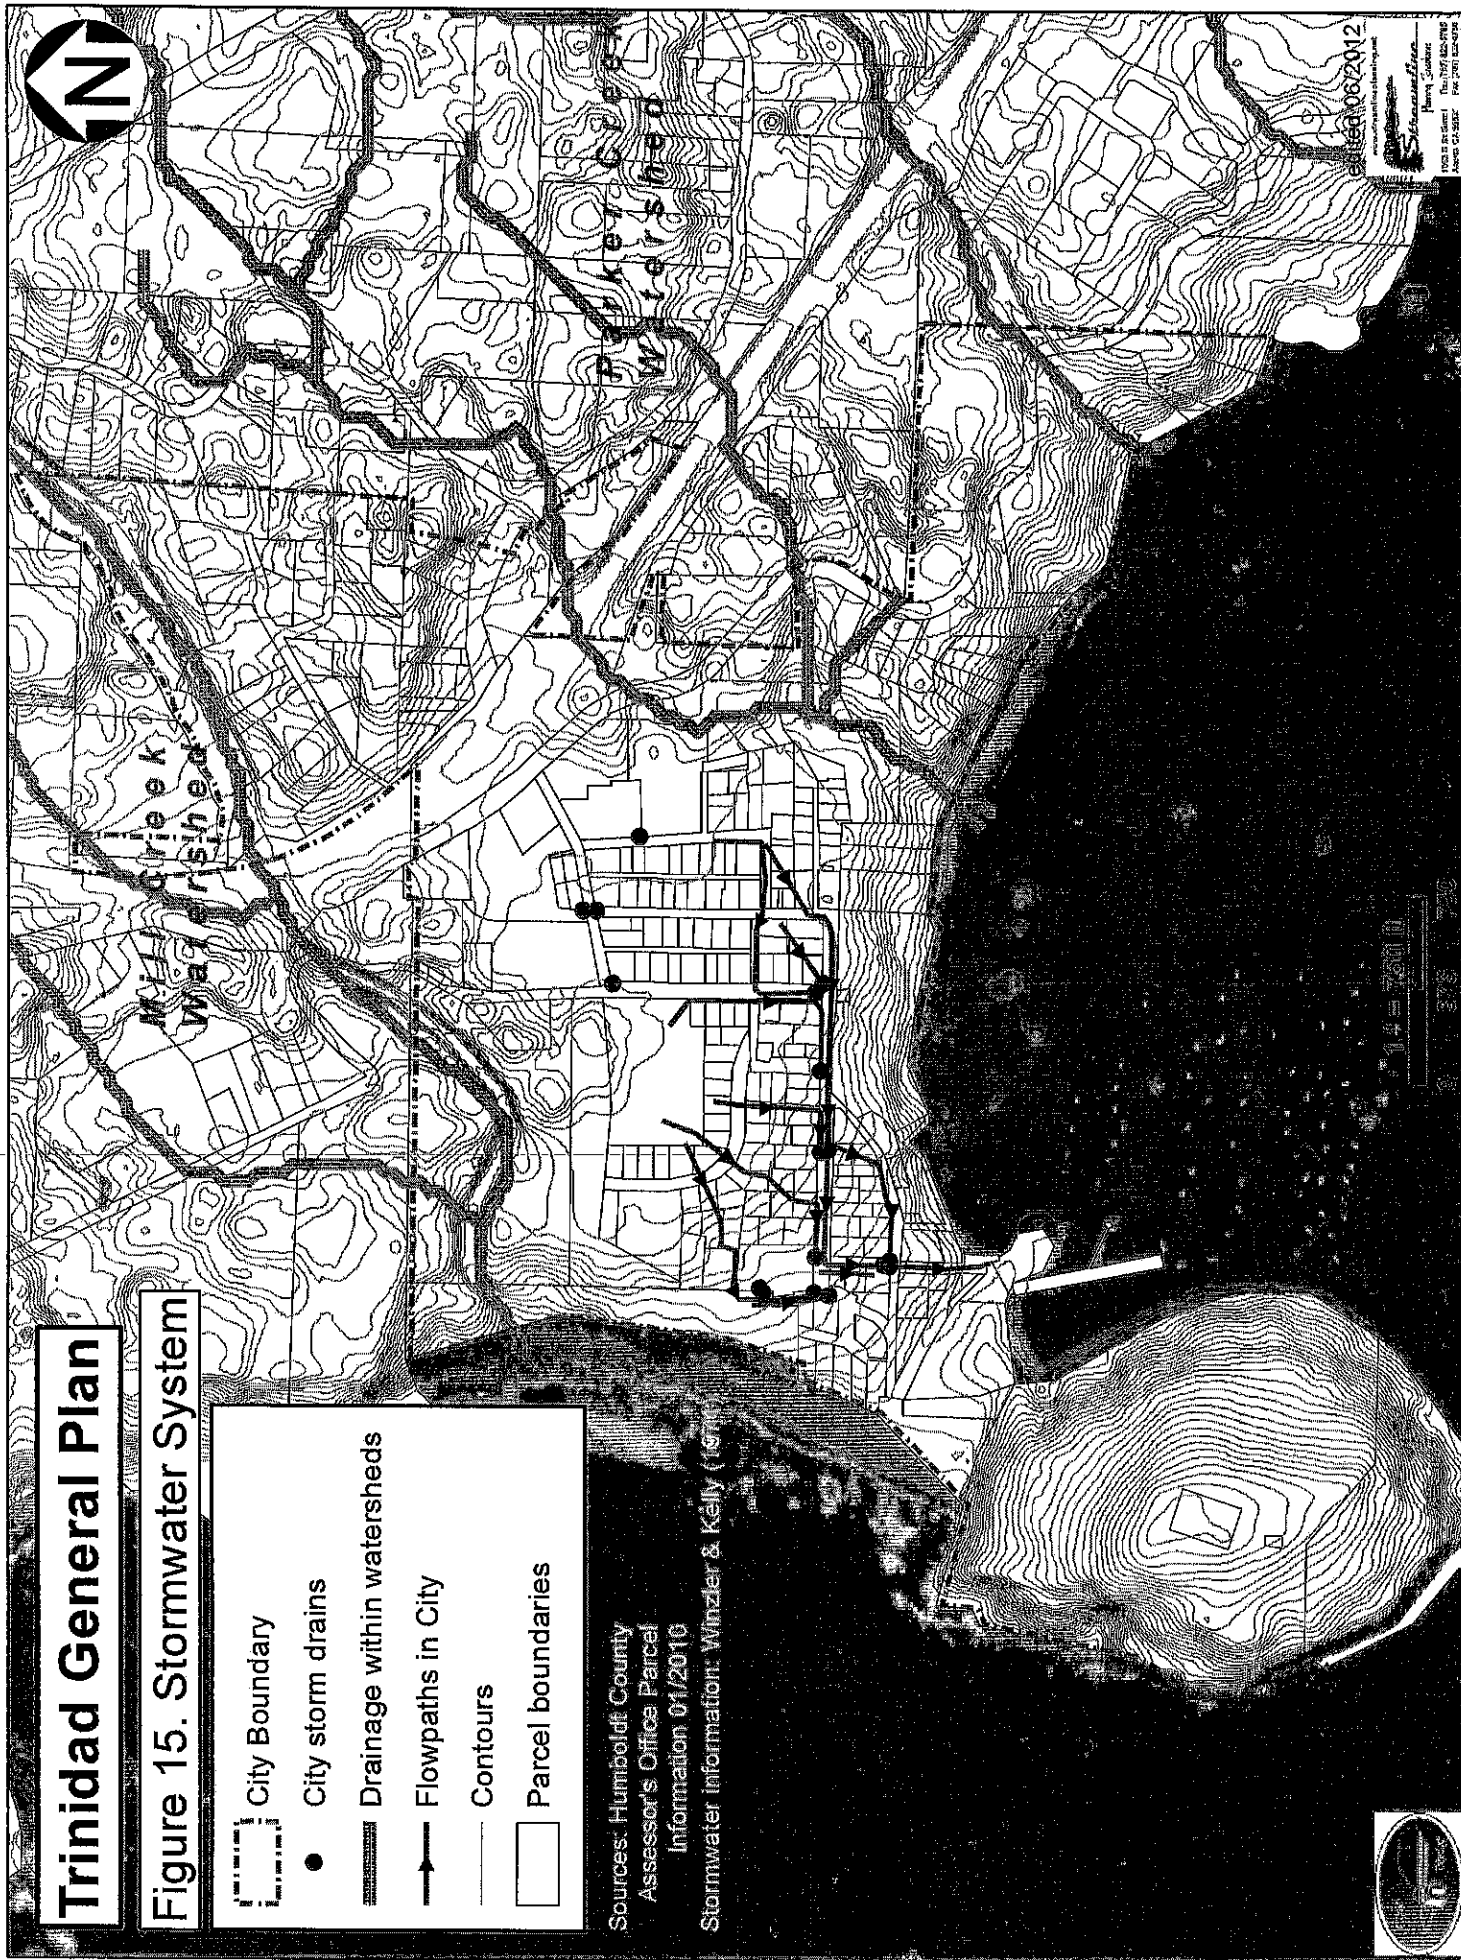 Trinidad General Plan
Figure 15. Stormwater System
City Boundary
City storm drains
Drainage within watersheds
Flowpaths in City
Contours
Parcel boundaries
Sources: Humboldt County
Assessor's Office Parcel
Information 01/2010
Stormwater Information: Winzler & Kelly
N
Mill Creek
Watershed
Parker Creek
Watershed
edited 06/2012